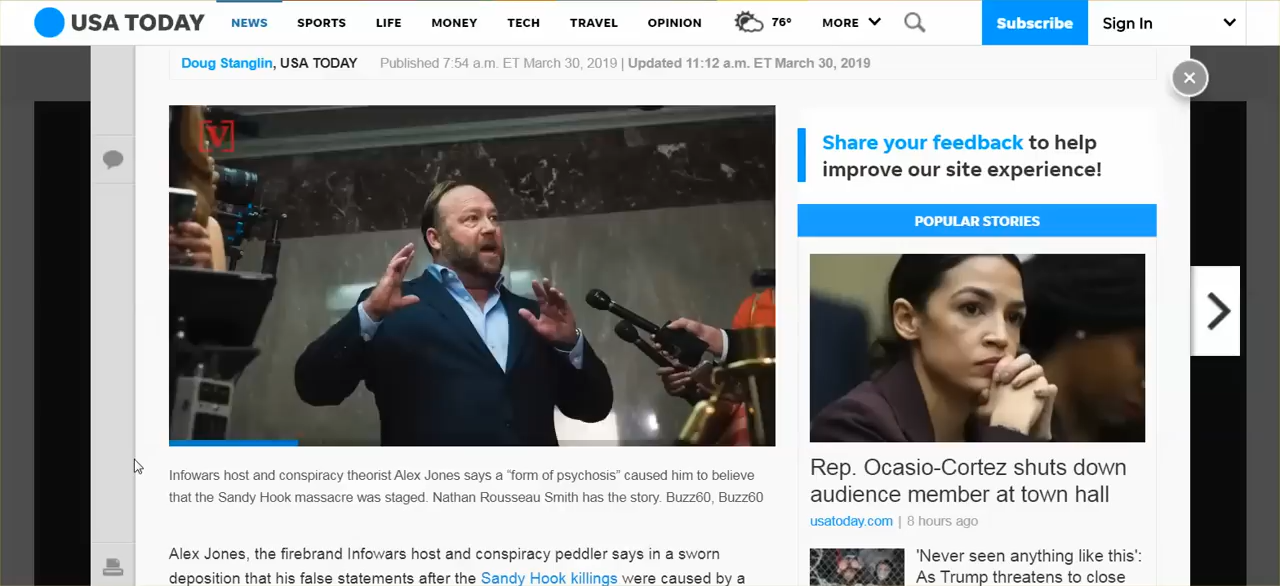 USA TODAY NEWS SPORTS LIFE MONEY TECH TRAVEL OPINION 76° MORE Subscribe Sign In
Doug Stanglin, USA TODAY Published 7:54 a.m. ET March 30, 2019 | Updated 11:12 a.m. ET March 30, 2019
V
Infowars host and conspiracy theorist Alex Jones says a “form of psychosis” caused him to believe
that the Sandy Hook massacre was staged. Nathan Rousseau Smith has the story. Buzz60, Buzz60
Alex Jones, the firebrand Infowars host and conspiracy peddler says in a sworn
deposition that his false statements after the Sandy Hook killings were caused by a
Share your feedback to help
improve our site experience!
POPULAR STORIES
Rep. Ocasio-Cortez shuts down
audience member at town hall
usatoday.com | 8 hours ago
'Never seen anything like this':
As Trump threatens to close